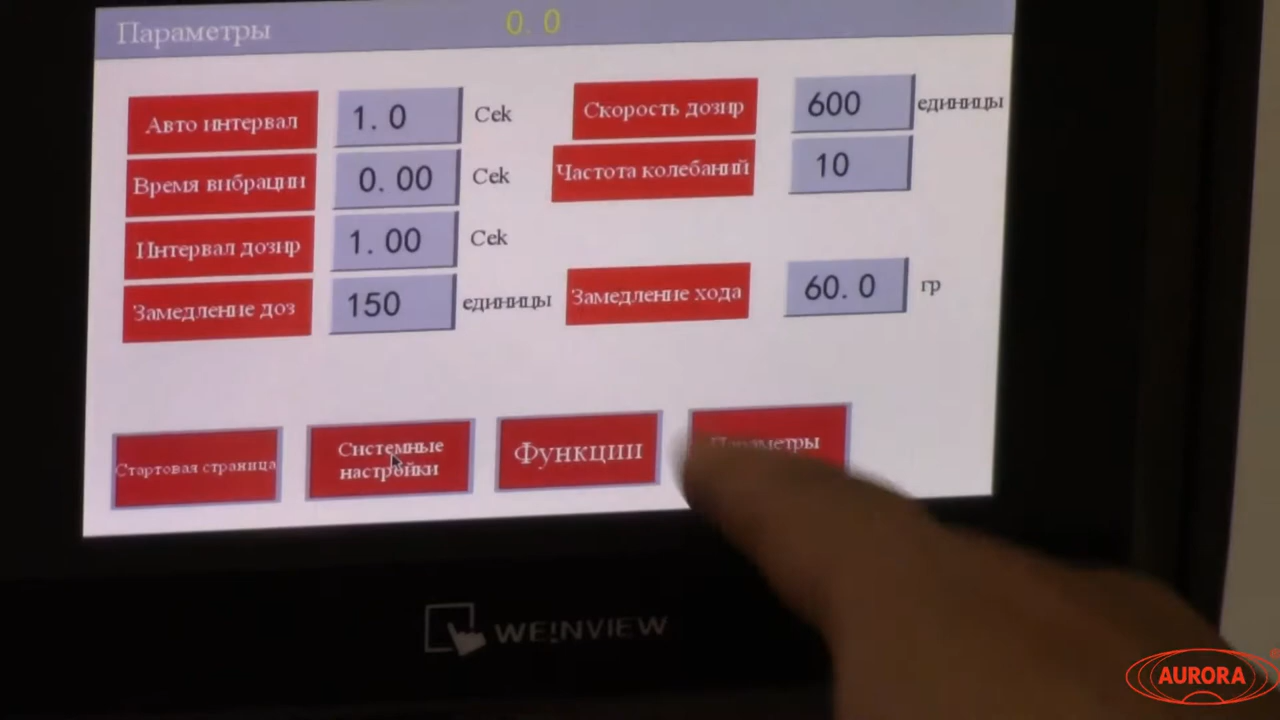 Параметры 0.0
Авто интервал 1.0 Сек Скорость дозир 600 единицы
Время вибрации 0.00 Сек Частота колебаний 10
Интервал дозир 1.00 Сек
Замедление доз 150 единицы Замедление хода 60.0 гр
Стартовая страница
Системные
настройки
Функции
Параметры
WE!NVIEW
AURORA
®